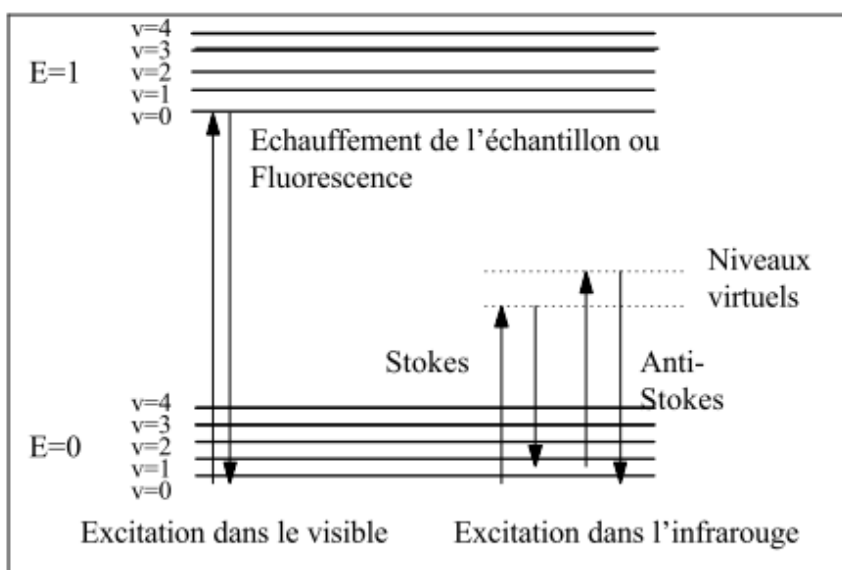 v=4
v=3
E=1
v=2
v=1
v=0
Echauffement de l’échantillon ou
Fluorescence
Niveaux
virtuels
Stokes
Anti-
Stokes
v=4
v=3
E=0
v=2
v=1
v=0
Excitation dans le visible
Excitation dans l’infrarouge